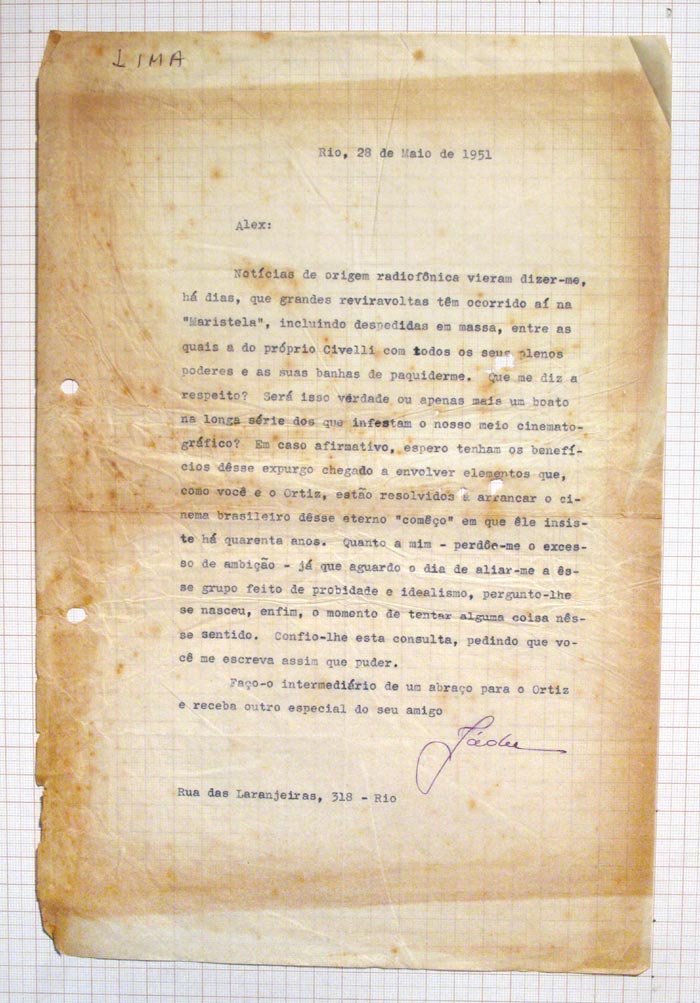 LIMA
Rio, 28 de Maio de 1951
Alex:
Notícias de origem radiofônica vieram dizer-me,
há dias, que grandes reviravoltas têm ocorrido aí na
"Maristela", incluindo despedidas em massa, entre as
quais a do próprio Civelli com todos os seus plenos
poderes e as suas banhas de paquiderme. Que me diz a
respeito? Será isso verdade ou apenas mais um boato
na longa série dos que infestam o nosso meio cinemato-
gráfico? Em caso afirmativo, espero tenham os benefí-
cios dêsse expurgo chegado a envolver elementos que,
como você e o Ortiz, estão resolvidos a arrancar o ci-
nema brasileiro dêsse eterno "comêço" em que êle insis-
te há quarenta anos. Quanto a mim - perdôe-me o exces-
so de ambição - já que aguardo o dia de aliar-me a ês-
se grupo feito de probidade e idealismo, pergunto-lhe
se nasceu, enfim, o momento de tentar alguma coisa nês-
se sentido. Confio-lhe esta consulta, pedindo que vo-
cê me escreva assim que puder.
Faço-o intermediário de um abraço para o Ortiz
e receba outro especial do seu amigo
Rua das Laranjeiras, 318 - Rio